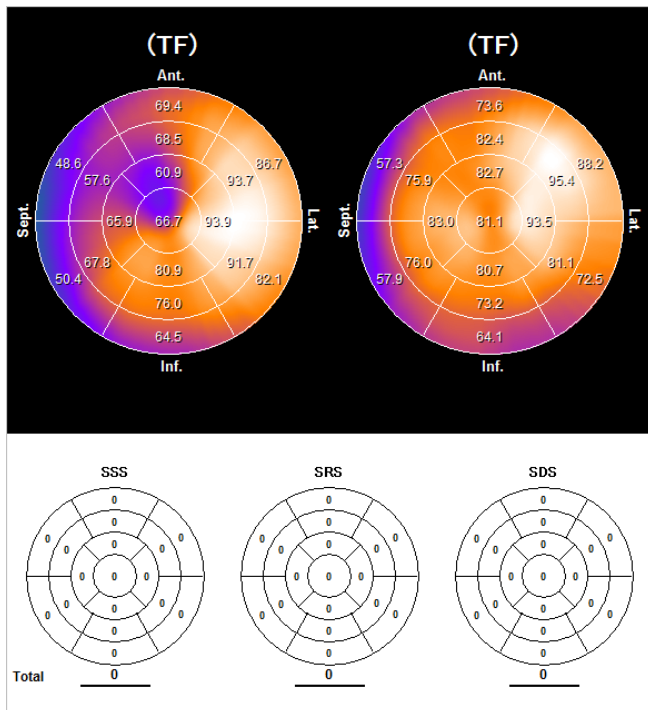 (TF) (TF)
Ant. Ant.
69.4 73.6
68.5 82.4
48.6 86.7 57.3 88.2
60.9 82.7
57.6 93.7 75.9 95.4
Sept. 65.9 66.7 93.9 Lat. Sept. 83.0 81.1 93.5 Lat.
67.8 91.7 76.0 81.1
80.9 80.7
50.4 82.1 57.9 72.5
76.0 73.2
64.5 64.1
Inf. Inf.
SSS SRS SDS
0 0 0
0 0 0
0 0 0 0 0 0
0 0 0 0 0 0 0 0 0
0 0 0 0 0 0 0 0 0
0 0 0 0 0 0
0 0 0 0 0 0
0 0 0
0 0 0
0 0 0
Total 0 0 0